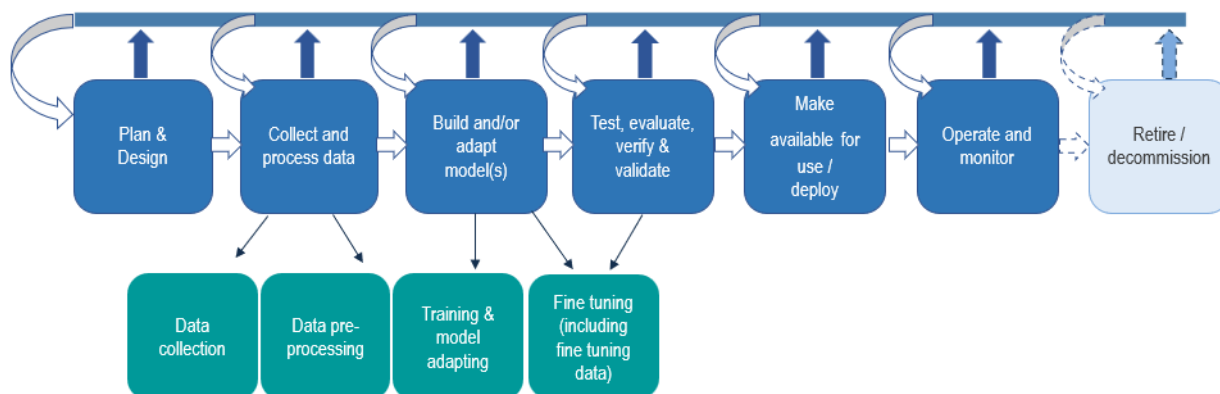 Plan &
Design
Collect and
process data
Build and/or
adapt
model(s)
Test, evaluate,
verify &
validate
Make
available for
use /
deploy
Operate and
monitor
Retire /
decommission
Data
collection
Data pre-
processing
Training &
model
adapting
Fine tuning
(including
fine tuning
data)